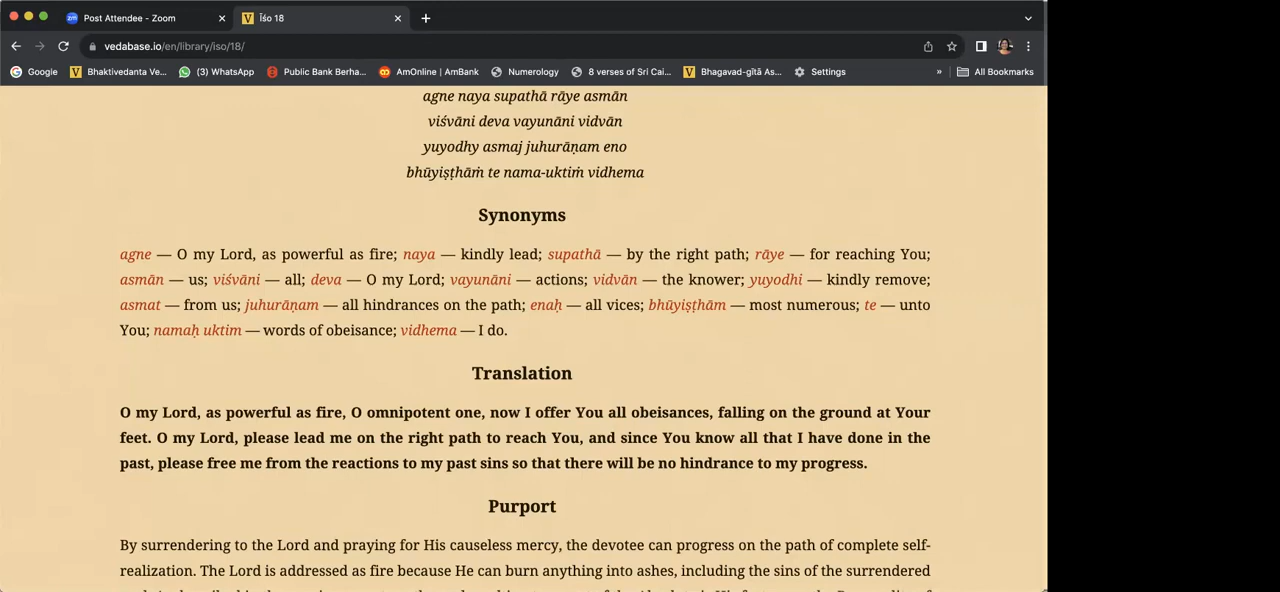 Post Attendee - Zoom
Īśo 18
vedabase.io/en/library/iso/18/
Google
Bhaktivedanta Ve...
(3) WhatsApp
Public Bank Berha...
AmOnline | AmBank
Numerology
8 verses of Sri Cai...
Bhagavad-gītā As...
Settings
»
All Bookmarks
agne naya supathā rāye asmān
viśvāni deva vayunāni vidvān
yuyodhy asmaj juhurāṇam eno
bhūyiṣṭhāṁ te nama-uktiṁ vidhema
Synonyms
agne — O my Lord, as powerful as fire; naya — kindly lead; supathā — by the right path; rāye — for reaching You;
asmān — us; viśvāni — all; deva — O my Lord; vayunāni — actions; vidvān — the knower; yuyodhi — kindly remove;
asmat — from us; juhurāṇam — all hindrances on the path; enaḥ — all vices; bhūyiṣṭhām — most numerous; te — unto
You; namaḥ uktim — words of obeisance; vidhema — I do.
Translation
O my Lord, as powerful as fire, O omnipotent one, now I offer You all obeisances, falling on the ground at Your
feet. O my Lord, please lead me on the right path to reach You, and since You know all that I have done in the
past, please free me from the reactions to my past sins so that there will be no hindrance to my progress.
Purport
By surrendering to the Lord and praying for His causeless mercy, the devotee can progress on the path of complete self-
realization. The Lord is addressed as fire because He can burn anything into ashes, including the sins of the surrendered